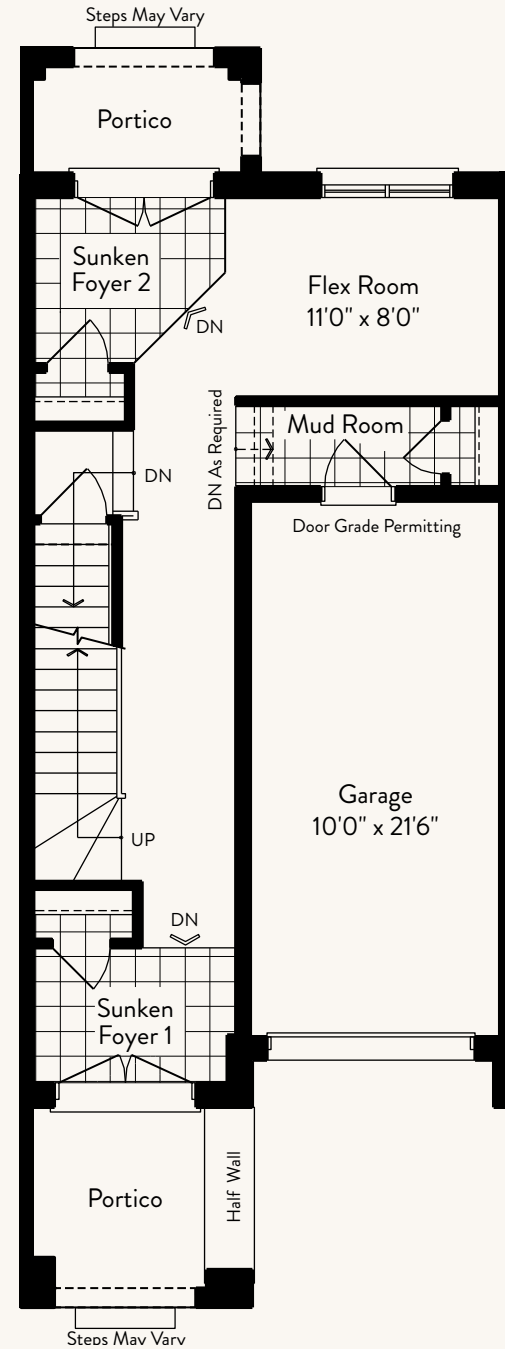 Steps May Vary
Portico
Sunken
Foyer 2
Flex Room
11'0" x 8'0"
DN
DN As Required
Mud Room
DN
Door Grade Permitting
Garage
10'0" x 21'6"
UP
DN
Sunken
Foyer 1
Portico
Half Wall
Steps May Vary